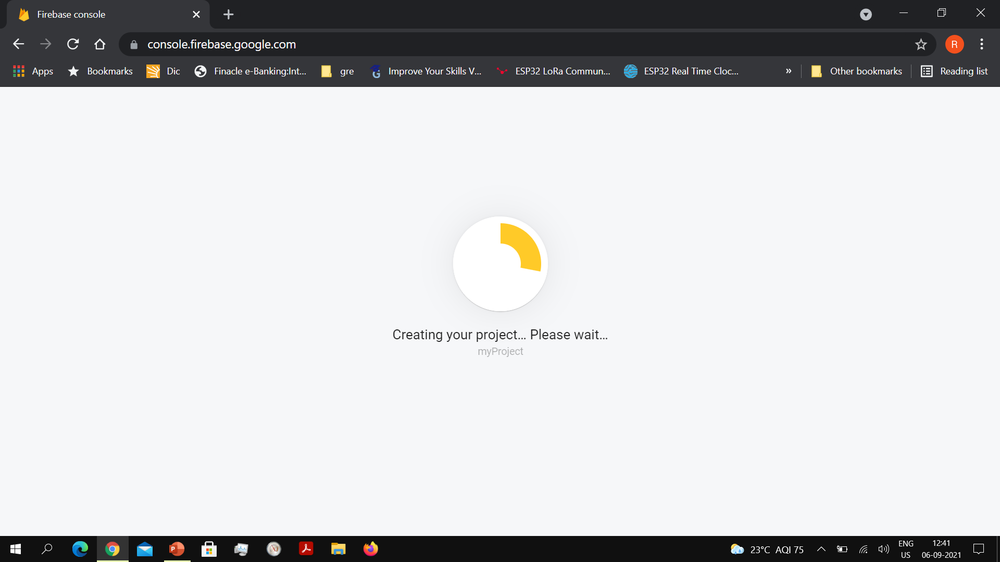 Firebase console
console.firebase.google.com
R
Apps Bookmarks Dic Finacle e-Banking:Int... gre Improve Your Skills V... ESP32 LoRa Commun... ESP32 Real Time Cloc... » Other bookmarks Reading list
Creating your project... Please wait...
myProject
23°C AQI 75
ENG
US
12:41
06-09-2021